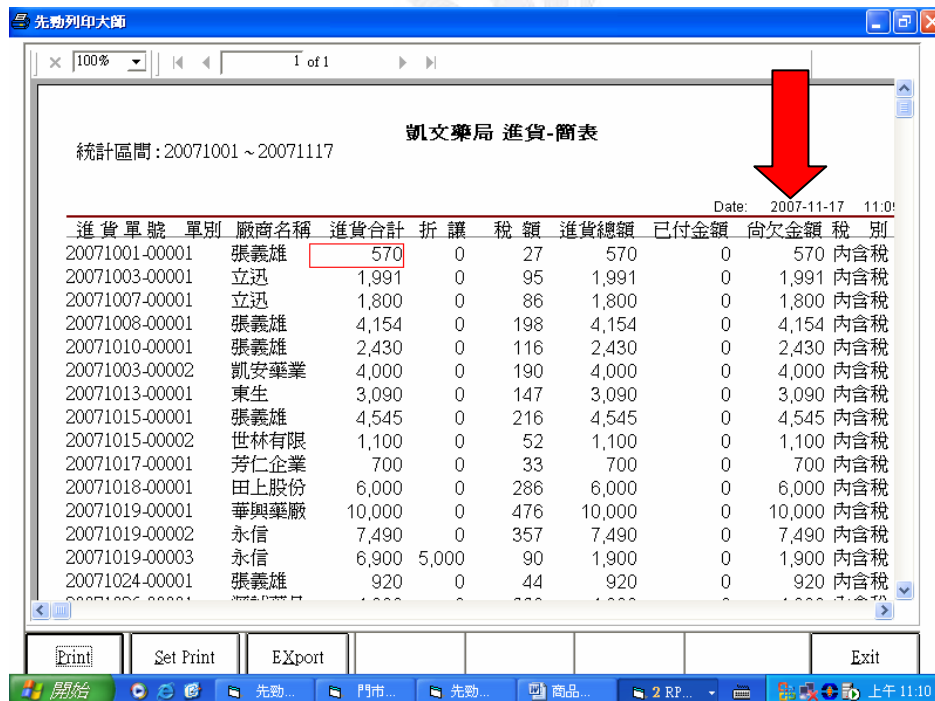 先勁列印大師
100% 1 of 1
凱文藥局 進貨-簡表
統計區間：20071001 ~ 20071117
Date: 2007-11-17 11:0
進貨單號 單別 廠商名稱 進貨合計 折讓 稅額 進貨總額 已付金額 尚欠金額 稅別
20071001-00001 張義雄 570 0 27 570 0 570 內含稅
20071003-00001 立迅 1,991 0 95 1,991 0 1,991 內含稅
20071007-00001 立迅 1,800 0 86 1,800 0 1,800 內含稅
20071008-00001 張義雄 4,154 0 198 4,154 0 4,154 內含稅
20071010-00001 張義雄 2,430 0 116 2,430 0 2,430 內含稅
20071003-00002 凱安藥業 4,000 0 190 4,000 0 4,000 內含稅
20071013-00001 東生 3,090 0 147 3,090 0 3,090 內含稅
20071015-00001 張義雄 4,545 0 216 4,545 0 4,545 內含稅
20071015-00002 世林有限 1,100 0 52 1,100 0 1,100 內含稅
20071017-00001 芳仁企業 700 0 33 700 0 700 內含稅
20071018-00001 田上股份 6,000 0 286 6,000 0 6,000 內含稅
20071019-00001 華興藥廠 10,000 0 476 10,000 0 10,000 內含稅
20071019-00002 永信 7,490 0 357 7,490 0 7,490 內含稅
20071019-00003 永信 6,900 5,000 90 1,900 0 1,900 內含稅
20071024-00001 張義雄 920 0 44 920 0 920 內含稅
Print Set Print EXport Exit
開始 先勁... 門市... 先勁... 商品... 2 RP... 上午 11:10